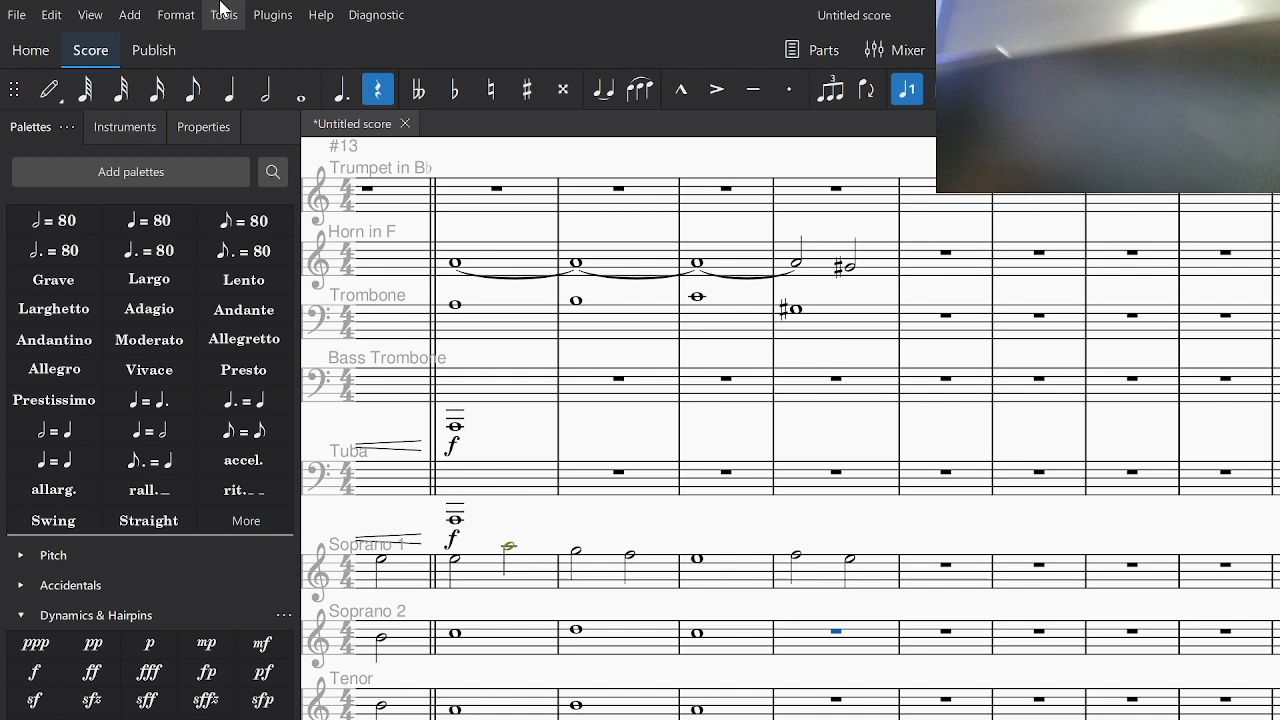 File Edit View Add Format Tools Plugins Help Diagnostic Untitled score
Home Score Publish Parts Mixer
3 1
Palettes Instruments Properties *Untitled score
#13
Trumpet in B♭
Add palette
= 80 = 80 = 80
Horn in F
= 80 = 80 = 80
Grave Largo Lento
Trombone
Larghetto Adagio Andante
Andantino Moderato Allegretto
Bass Trombone
Allegro Vivace Presto
Prestissimo = =
= = =
f
Tuba
= = accel.
allarg. rall. rit.
Swing Straight More
f
Soprano 1
Pitch
Accidentals
Soprano 2
Dynamics & Hairpins
ppp pp p mp mf
f ff fff fp pf
Tenor
sf sfz sff sffz sfp